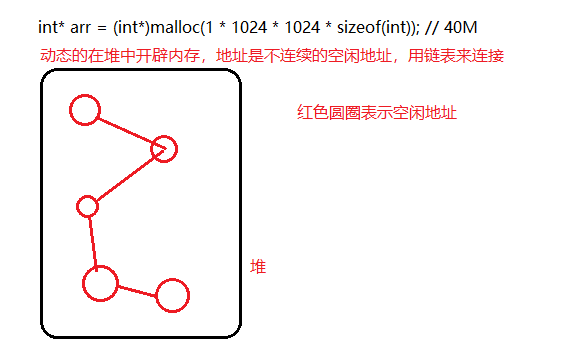 int* arr = (int*)malloc(1 * 1024 * 1024 * sizeof(int)); // 40M
动态的在堆中开辟内存，地址是不连续的空闲地址，用链表来连接
红色圆圈表示空闲地址
堆